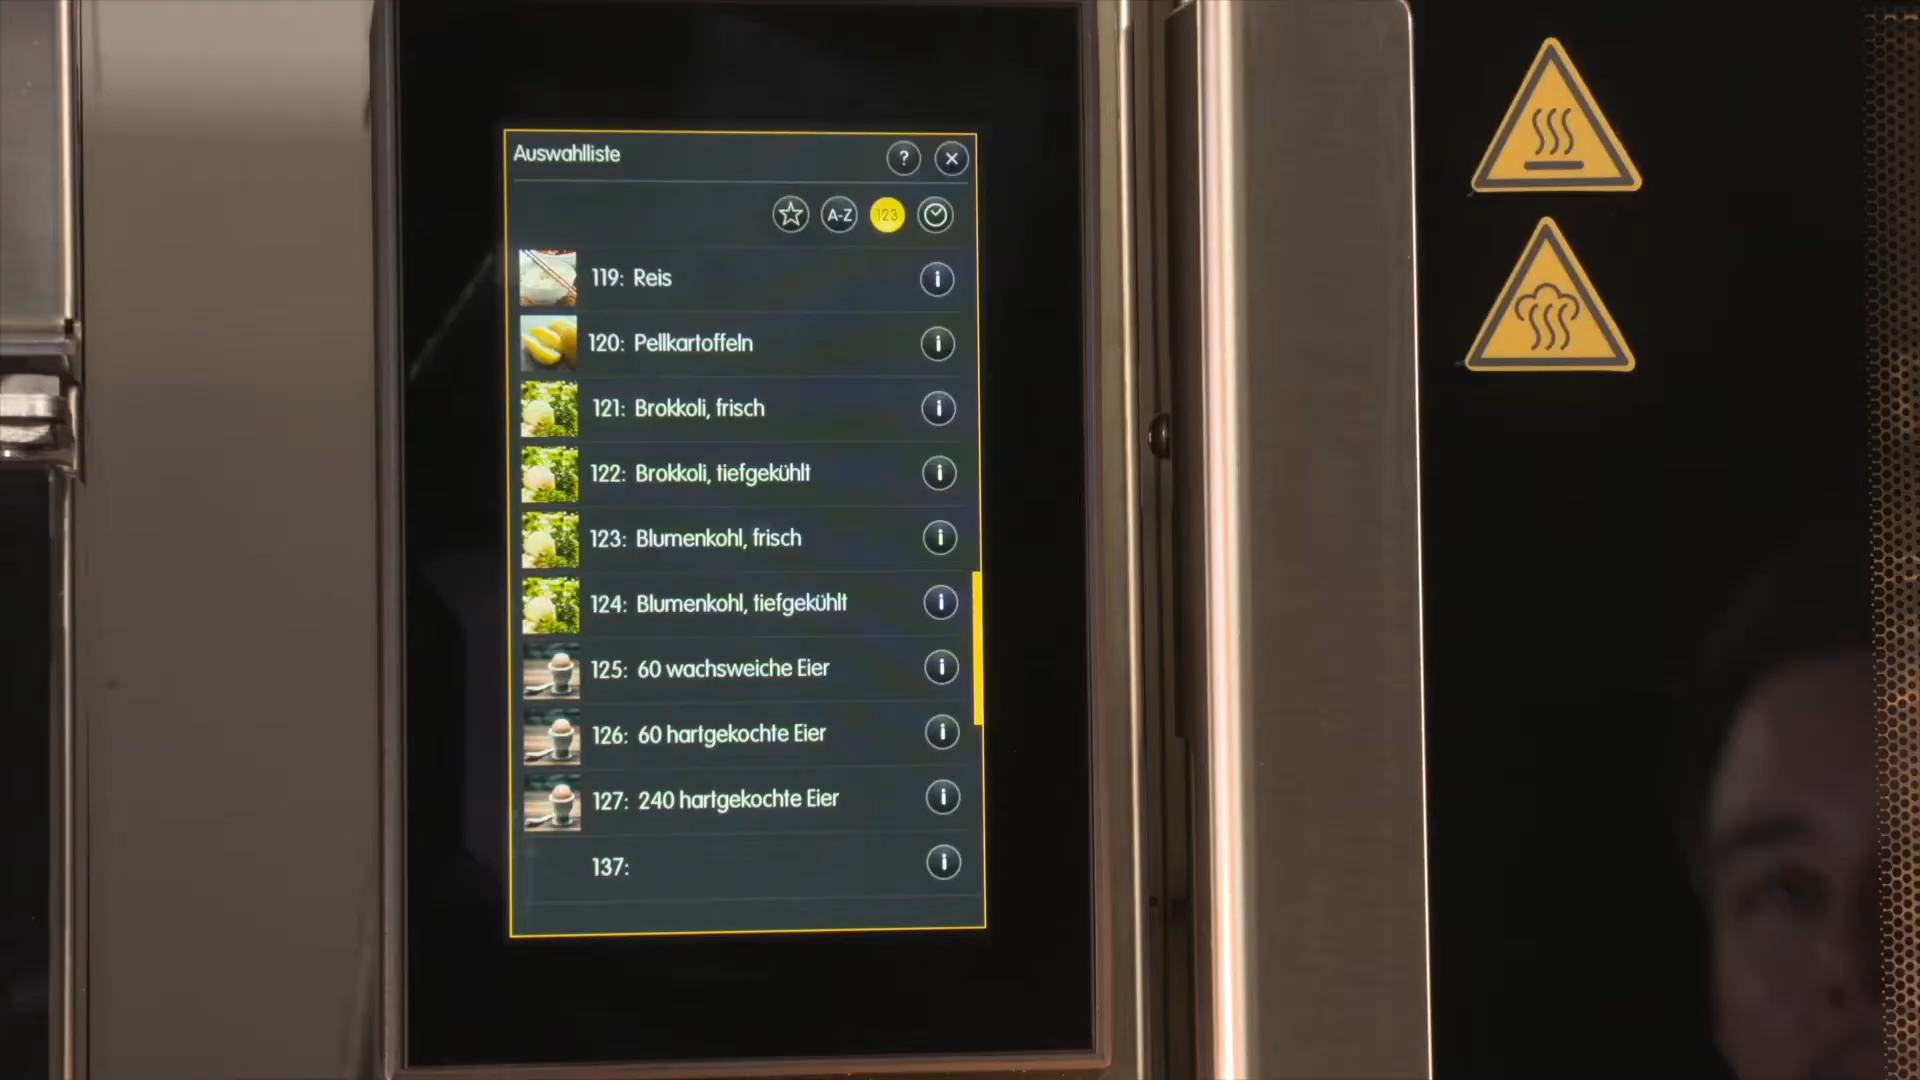 Auswahlliste
?
A-Z 123
119: Reis i
120: Pellkartoffeln i
121: Brokkoli, frisch i
122: Brokkoli, tiefgekühlt i
123: Blumenkohl, frisch i
124: Blumenkohl, tiefgekühlt i
125: 60 wachsweiche Eier i
126: 60 hartgekochte Eier i
127: 240 hartgekochte Eier i
137: i